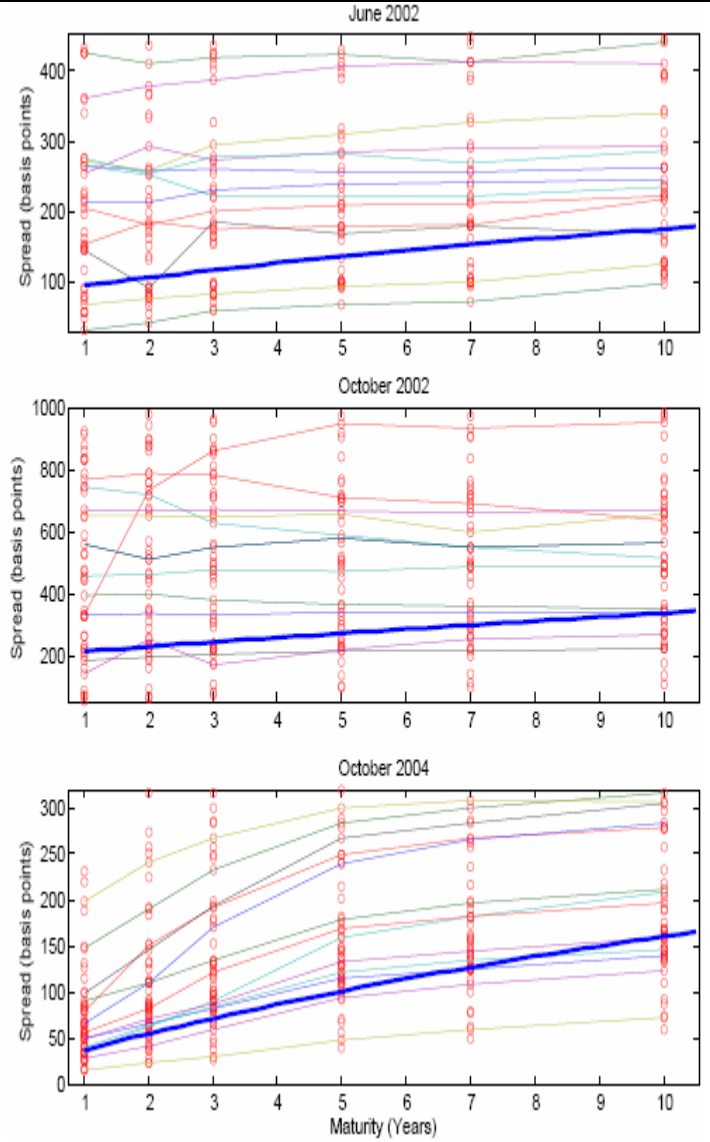 June 2002
400
300
200
100
Spread (basis points)
1 2 3 4 5 6 7 8 9 10
October 2002
1000
800
600
400
200
Spread (basis points)
1 2 3 4 5 6 7 8 9 10
October 2004
300
250
200
150
100
50
0
Spread (basis points)
1 2 3 4 5 6 7 8 9 10
Maturity (Years)